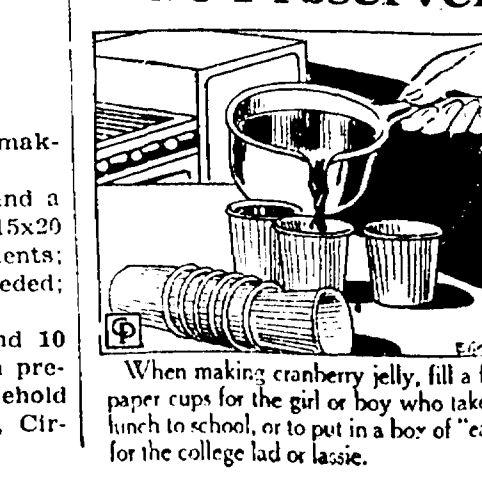 mak-
nd a
15x20
ents;
eded;
nd 10
pre-
ehold
, Cir-
CP
When making cranberry jelly, fill a
paper cups for the girl or boy who take
lunch to school, or to put in a box of "ea
for the college lad or lassie.